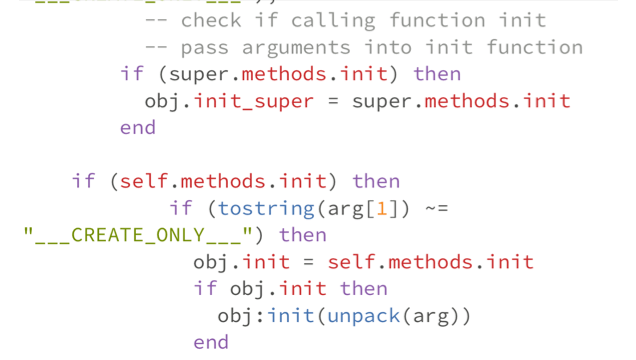 -- check if calling function init
-- pass arguments into init function
if (super.methods.init) then
obj.init_super = super.methods.init
end
if (self.methods.init) then
if (tostring(arg[1]) ~=
"___CREATE_ONLY___") then
obj.init = self.methods.init
if obj.init then
obj:init(unpack(arg))
end